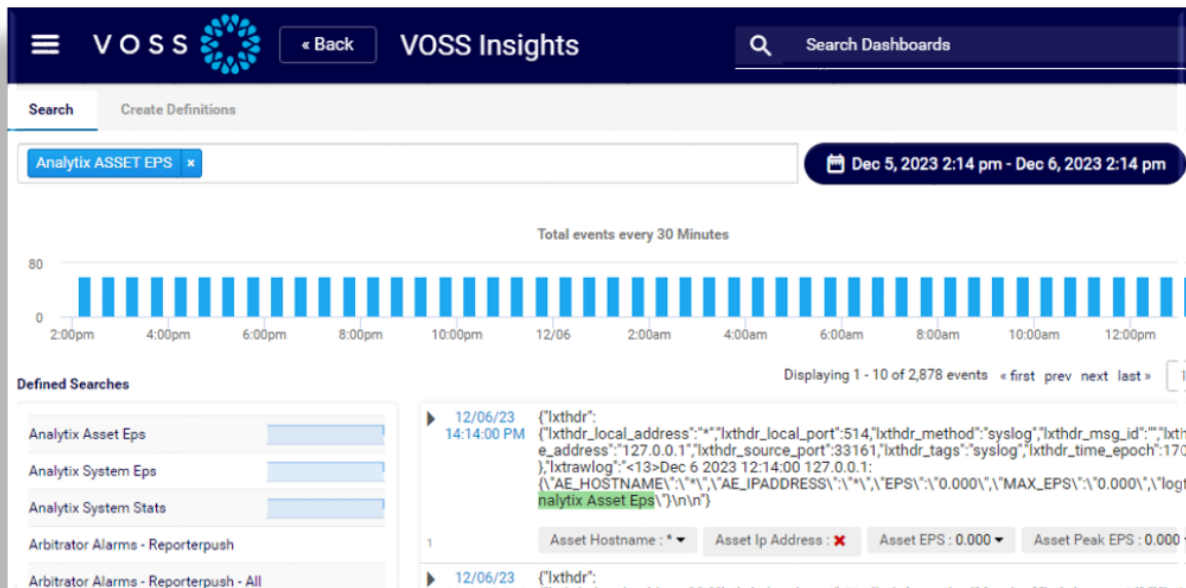 VOSS
« Back
VOSS Insights
Search Dashboards
Search
Create Definitions
Analytix ASSET EPS ×
Dec 5, 2023 2:14 pm - Dec 6, 2023 2:14 pm
Total events every 30 Minutes
80
0
2:00pm 4:00pm 6:00pm 8:00pm 10:00pm 12/06 2:00am 4:00am 6:00am 8:00am 10:00am 12:00pm
Displaying 1 - 10 of 2,878 events « first prev next last » 1
Defined Searches
Analytix Asset Eps
Analytix System Eps
Analytix System Stats
Arbitrator Alarms - Reporterpush
Arbitrator Alarms - Reporterpush - All
12/06/23
14:14:00 PM
{"lxthdr":
{"lxthdr_local_address":"*","lxthdr_local_port":514,"lxthdr_method":"syslog","lxthdr_msg_id":"","lxth
e_address":"127.0.0.1","lxthdr_source_port":33161,"lxthdr_tags":"syslog","lxthdr_time_epoch":170
},"lxtrawlog":"<13>Dec 6 2023 12:14:00 127.0.0.1:
{\"AE_HOSTNAME\":\"*\",\"AE_IPADDRESS\":\"*\",\"EPS\":\"0.000\",\"MAX_EPS\":\"0.000\",\"logt
nalytix Asset Eps\"}\n\n"}
1
Asset Hostname : *
Asset Ip Address :
Asset EPS : 0.000
Asset Peak EPS : 0.000
12/06/23
{"lxthdr":